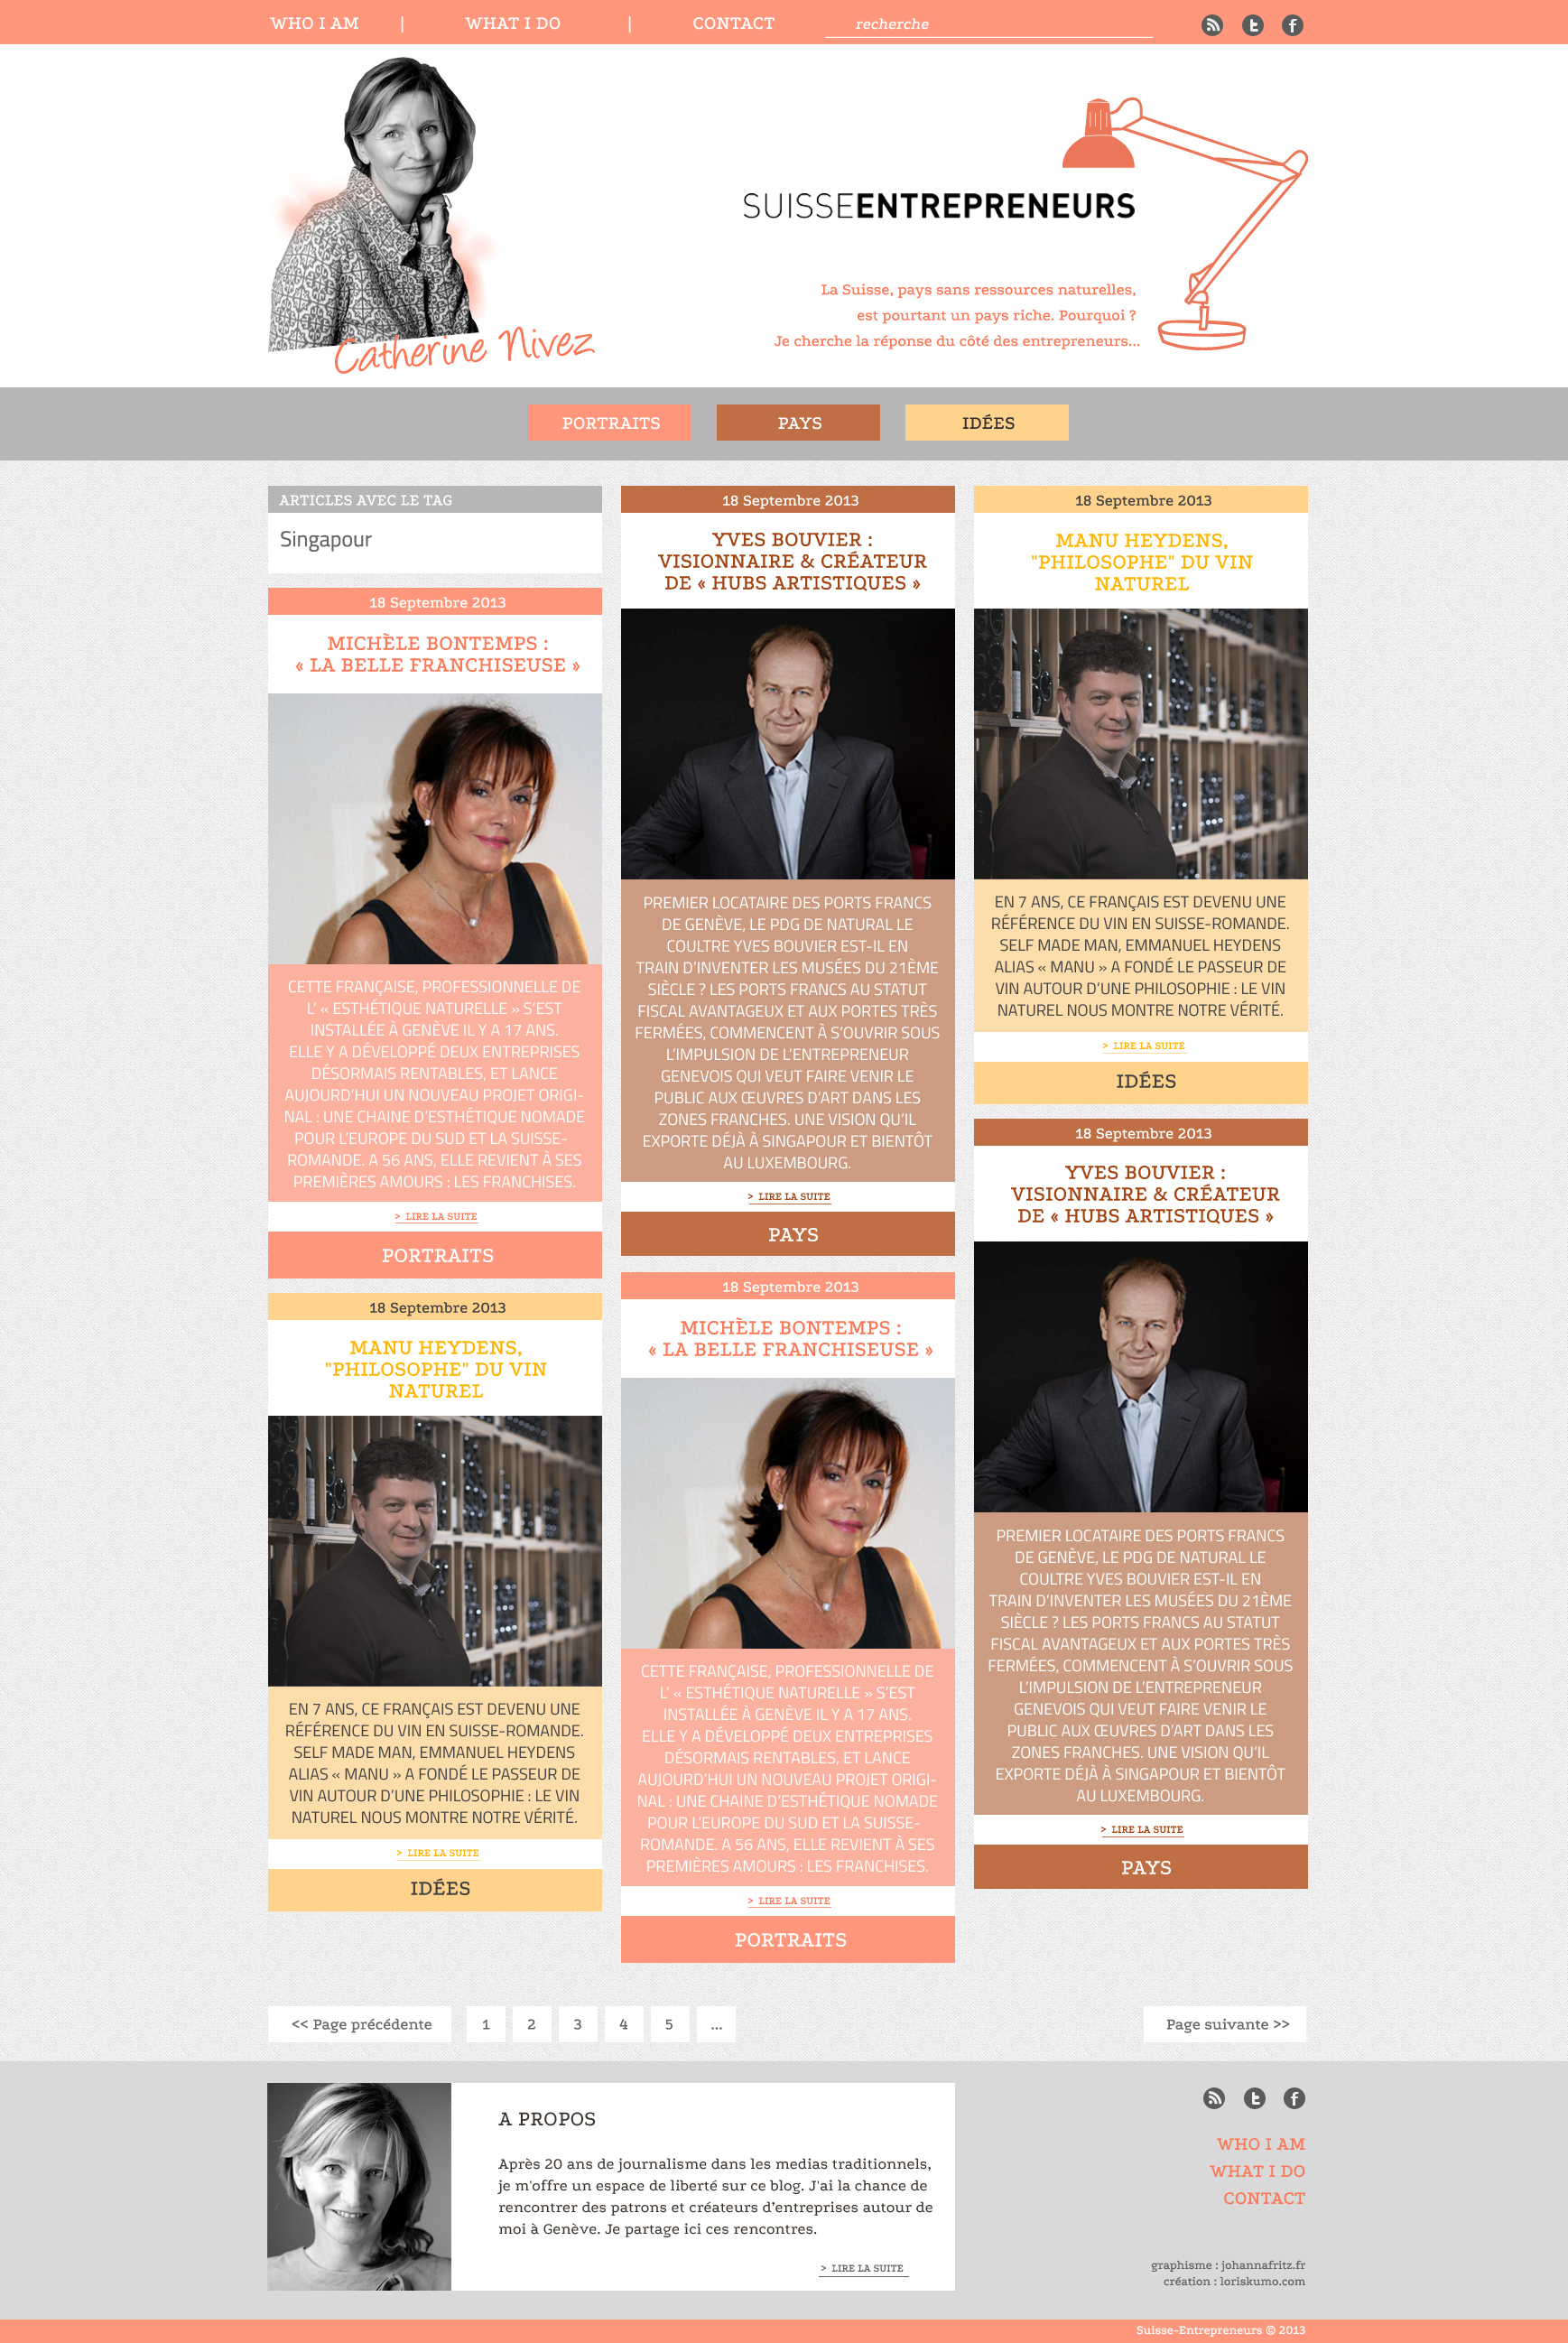 WHO I AM | WHAT I DO | CONTACT recherche
SUISSEENTREPRENEURS
La Suisse, pays sans ressources naturelles,
est pourtant un pays riche. Pourquoi ?
Je cherche la réponse du côté des entrepreneurs...
Catherine Nivez
PORTRAITS PAYS IDÉES
ARTICLES AVEC LE TAG
Singapour
18 Septembre 2013
MICHÈLE BONTEMPS :
« LA BELLE FRANCHISEUSE »
CETTE FRANÇAISE, PROFESSIONNELLE DE
L’ « ESTHÉTIQUE NATURELLE » S’EST
INSTALLÉE À GENÈVE IL Y A 17 ANS.
ELLE Y A DÉVELOPPÉ DEUX ENTREPRISES
DÉSORMAIS RENTABLES, ET LANCE
AUJOURD’HUI UN NOUVEAU PROJET ORIGI-
NAL : UNE CHAINE D’ESTHÉTIQUE NOMADE
POUR L’EUROPE DU SUD ET LA SUISSE-
ROMANDE. A 56 ANS, ELLE REVIENT À SES
PREMIÈRES AMOURS : LES FRANCHISES.
> LIRE LA SUITE
PORTRAITS
18 Septembre 2013
MANU HEYDENS,
"PHILOSOPHE" DU VIN
NATUREL
EN 7 ANS, CE FRANÇAIS EST DEVENU UNE
RÉFÉRENCE DU VIN EN SUISSE-ROMANDE.
SELF MADE MAN, EMMANUEL HEYDENS
ALIAS « MANU » A FONDÉ LE PASSEUR DE
VIN AUTOUR D’UNE PHILOSOPHIE : LE VIN
NATUREL NOUS MONTRE NOTRE VÉRITÉ.
> LIRE LA SUITE
IDÉES
18 Septembre 2013
YVES BOUVIER :
VISIONNAIRE & CRÉATEUR
DE « HUBS ARTISTIQUES »
PREMIER LOCATAIRE DES PORTS FRANCS
DE GENÈVE, LE PDG DE NATURAL LE
COULTRE YVES BOUVIER EST-IL EN
TRAIN D’INVENTER LES MUSÉES DU 21ÈME
SIÈCLE ? LES PORTS FRANCS AU STATUT
FISCAL AVANTAGEUX ET AUX PORTES TRÈS
FERMÉES, COMMENCENT À S’OUVRIR SOUS
L’IMPULSION DE L’ENTREPRENEUR
GENEVOIS QUI VEUT FAIRE VENIR LE
PUBLIC AUX ŒUVRES D’ART DANS LES
ZONES FRANCHES. UNE VISION QU’IL
EXPORTE DÉJÀ À SINGAPOUR ET BIENTÔT
AU LUXEMBOURG.
> LIRE LA SUITE
PAYS
18 Septembre 2013
MICHÈLE BONTEMPS :
« LA BELLE FRANCHISEUSE »
CETTE FRANÇAISE, PROFESSIONNELLE DE
L’ « ESTHÉTIQUE NATURELLE » S’EST
INSTALLÉE À GENÈVE IL Y A 17 ANS.
ELLE Y A DÉVELOPPÉ DEUX ENTREPRISES
DÉSORMAIS RENTABLES, ET LANCE
AUJOURD’HUI UN NOUVEAU PROJET ORIGI-
NAL : UNE CHAINE D’ESTHÉTIQUE NOMADE
POUR L’EUROPE DU SUD ET LA SUISSE-
ROMANDE. A 56 ANS, ELLE REVIENT À SES
PREMIÈRES AMOURS : LES FRANCHISES.
> LIRE LA SUITE
PORTRAITS
18 Septembre 2013
MANU HEYDENS,
"PHILOSOPHE" DU VIN
NATUREL
EN 7 ANS, CE FRANÇAIS EST DEVENU UNE
RÉFÉRENCE DU VIN EN SUISSE-ROMANDE.
SELF MADE MAN, EMMANUEL HEYDENS
ALIAS « MANU » A FONDÉ LE PASSEUR DE
VIN AUTOUR D’UNE PHILOSOPHIE : LE VIN
NATUREL NOUS MONTRE NOTRE VÉRITÉ.
> LIRE LA SUITE
IDÉES
18 Septembre 2013
YVES BOUVIER :
VISIONNAIRE & CRÉATEUR
DE « HUBS ARTISTIQUES »
PREMIER LOCATAIRE DES PORTS FRANCS
DE GENÈVE, LE PDG DE NATURAL LE
COULTRE YVES BOUVIER EST-IL EN
TRAIN D’INVENTER LES MUSÉES DU 21ÈME
SIÈCLE ? LES PORTS FRANCS AU STATUT
FISCAL AVANTAGEUX ET AUX PORTES TRÈS
FERMÉES, COMMENCENT À S’OUVRIR SOUS
L’IMPULSION DE L’ENTREPRENEUR
GENEVOIS QUI VEUT FAIRE VENIR LE
PUBLIC AUX ŒUVRES D’ART DANS LES
ZONES FRANCHES. UNE VISION QU’IL
EXPORTE DÉJÀ À SINGAPOUR ET BIENTÔT
AU LUXEMBOURG.
> LIRE LA SUITE
PAYS
<< Page précédente 1 2 3 4 5 ... Page suivante >>
A PROPOS
Après 20 ans de journalisme dans les medias traditionnels,
je m'offre un espace de liberté sur ce blog. J'ai la chance de
rencontrer des patrons et créateurs d’entreprises autour de
moi à Genève. Je partage ici ces rencontres.
> LIRE LA SUITE
WHO I AM
WHAT I DO
CONTACT
graphisme : johannafritz.fr
création : loriskumo.com
Suisse-Entrepreneurs © 2013